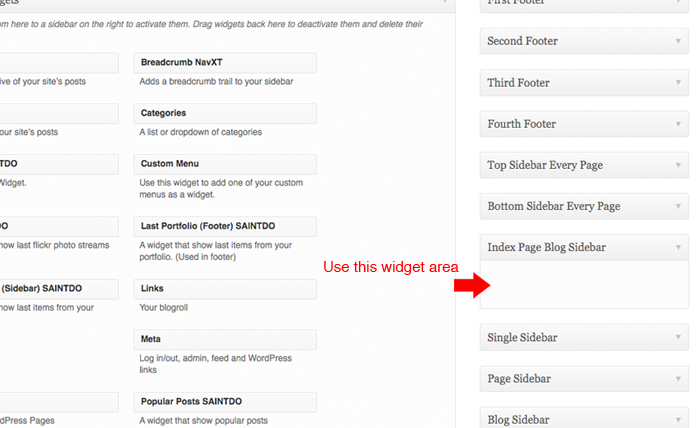 gets
om here to a sidebar on the right to activate them. Drag widgets back here to deactivate them and delete their
Breadcrumb NavXT
ive of your site's posts
Adds a breadcrumb trail to your sidebar
Categories
our site's posts
A list or dropdown of categories
TDO
Custom Menu
Widget.
Use this widget to add one of your custom
menus as a widget.
DO
Last Portfolio (Footer) SAINTDO
how last flickr photo streams
A widget that show last items from your
portfolio. (Used in footer)
(Sidebar) SAINTDO
Links
how last items from your
Your blogroll
Meta
Log in/out, admin, feed and WordPress
links
Popular Posts SAINTDO
dPress Pages
A widget that show popular posts
Use this widget area
First Footer
Second Footer
Third Footer
Fourth Footer
Top Sidebar Every Page
Bottom Sidebar Every Page
Index Page Blog Sidebar
Single Sidebar
Page Sidebar
Blog Sidebar